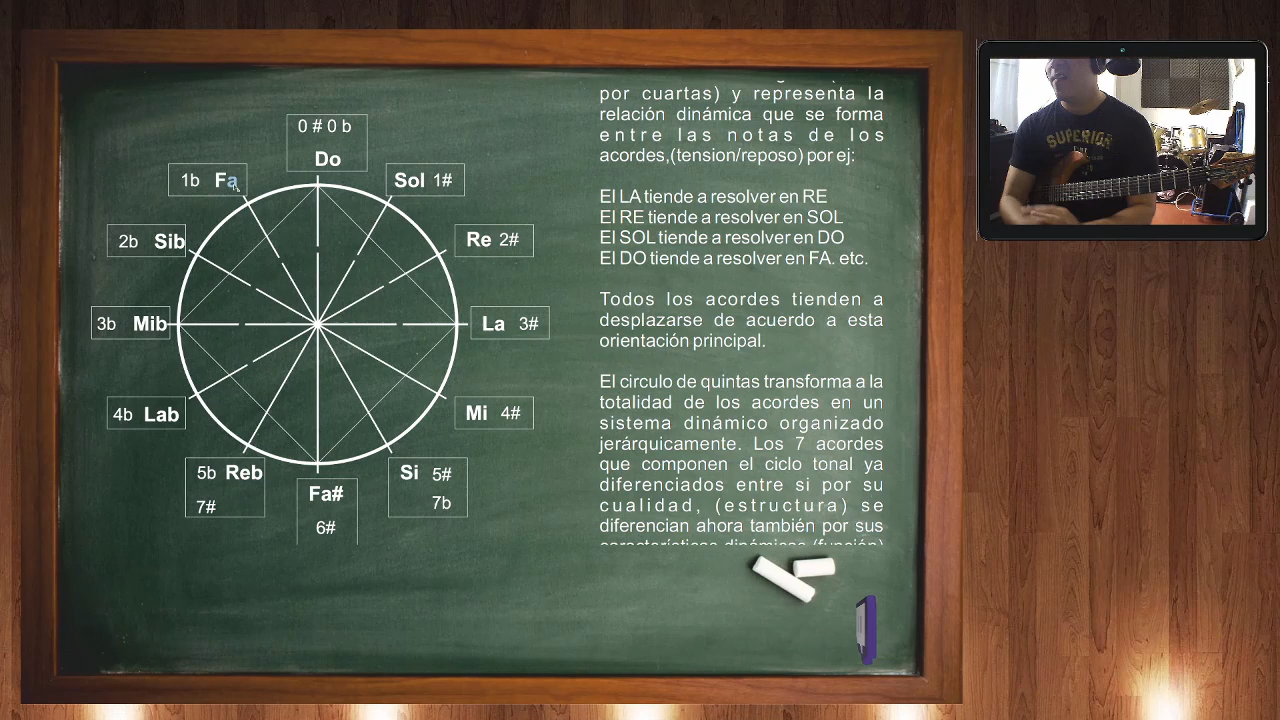 0 # 0 b
Do
1b Fa
Sol 1#
2b Sib
Re 2#
3b Mib
La 3#
4b Lab
Mi 4#
5b Reb
7#
Fa#
6#
Si 5#
7b
por cuartas) y representa la
relación dinámica que se forma
entre las notas de los
acordes,(tension/reposo) por ej:
El LA tiende a resolver en RE
El RE tiende a resolver en SOL
El SOL tiende a resolver en DO
El DO tiende a resolver en FA. etc.
Todos los acordes tienden a
desplazarse de acuerdo a esta
orientación principal.
El circulo de quintas transforma a la
totalidad de los acordes en un
sistema dinámico organizado
jerárquicamente. Los 7 acordes
que componen el ciclo tonal ya
diferenciados entre si por su
cualidad, (estructura) se
diferencian ahora también por sus
características dinámicas (función)
SUPERIOR